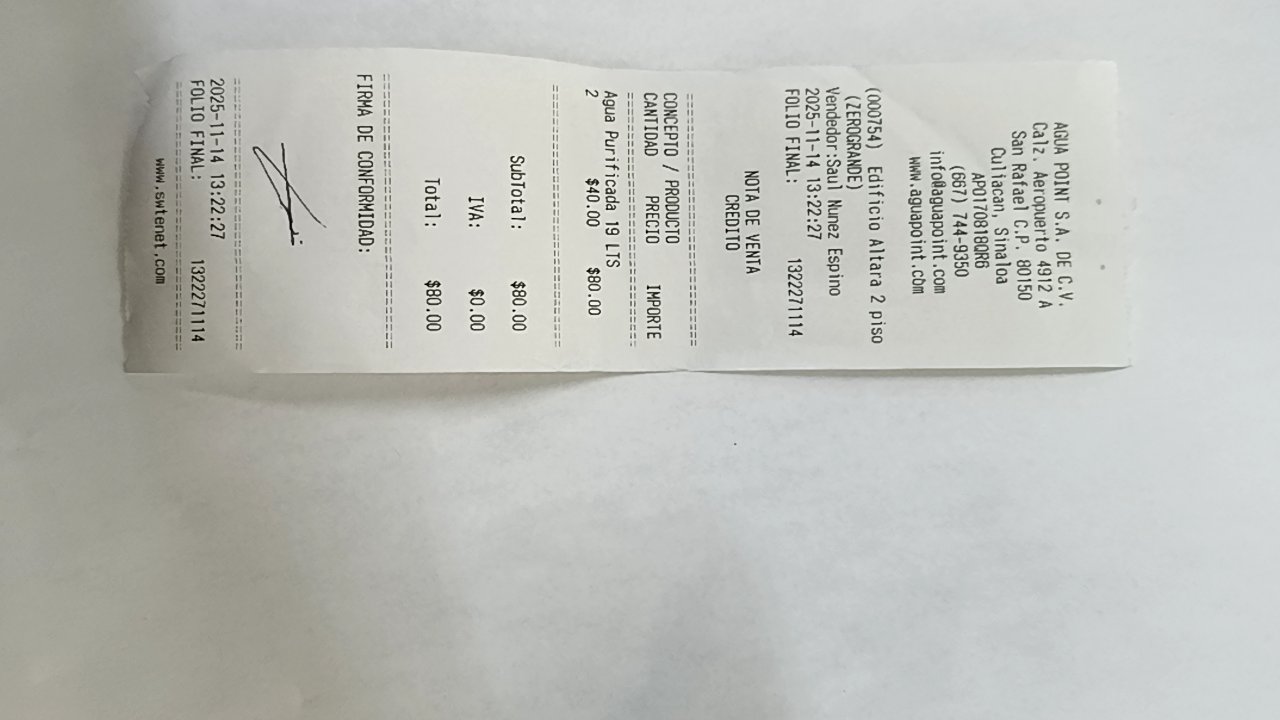 AGUA POINT S.A. DE C.V.
Calz. Aeropuerto 4912 A
San Rafael C.P. 80150
Culiacan, Sinaloa
APO170818QR6
(667) 744-9350
info@aguapoint.com
www.aguapoint.com
(000754) Edificio Altara 2 piso
(ZEROGRANDE)
Vendedor:Saul Nunez Espino
2025-11-14 13:22:27
FOLIO FINAL: 1322271114
NOTA DE VENTA
CREDITO
===============================
CONCEPTO / PRODUCTO
CANTIDAD PRECIO IMPORTE
===============================
Agua Purificada 19 LTS
2 $40.00 $80.00
===============================
SubTotal: $80.00
IVA: $0.00
Total: $80.00
===============================
FIRMA DE CONFORMIDAD:
===============================
2025-11-14 13:22:27
FOLIO FINAL: 1322271114
===============================
www.swtenet.com